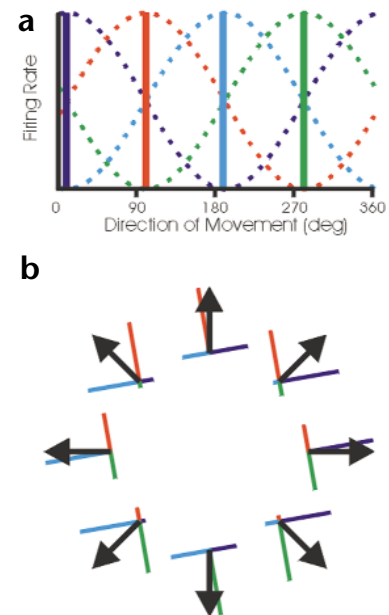 a
Firing Rate
0 90 180 270 360
Direction of Movement (deg)
b